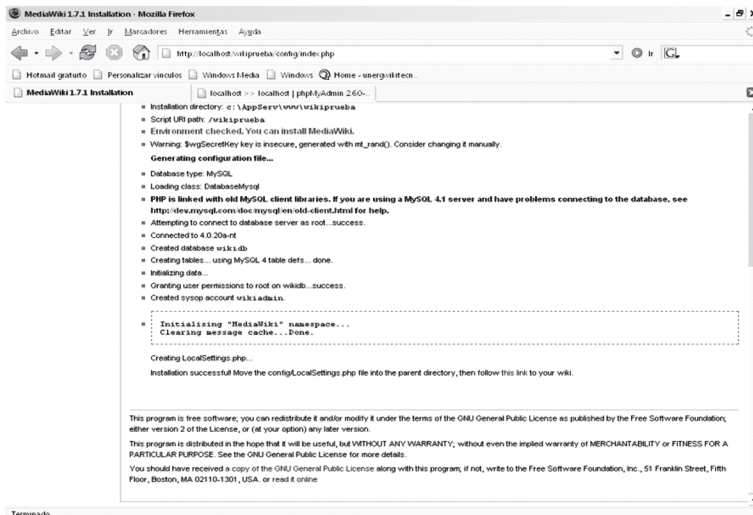 MediaWiki 1.7.1 Installation - Mozilla Firefox
Archivo Editar Ver Ir Marcadores Herramientas Ayuda
http://localhost/wikiprueba/config/index.php
Ir
Hotmail gratuito Personalizar vínculos Windows Media Windows Home - unergwikitecn...
MediaWiki 1.7.1 Installation localhost >> localhost | phpMyAdmin 2.6.0-...
Installation directory: c:\AppServ\www\wikiprueba
Script URI path: /wikiprueba
Environment checked. You can install MediaWiki.
Warning: $wgSecretKey key is insecure, generated with mt_rand(). Consider changing it manually.
Generating configuration file...
Database type: MySQL
Loading class: DatabaseMysql
PHP is linked with old MySQL client libraries. If you are using a MySQL 4.1 server and have problems connecting to the database, see
http://dev.mysql.com/doc/mysql/en/old-client.html for help.
Attempting to connect to database server as root...success.
Connected to 4.0.20a-nt
Created database wikidb
Creating tables... using MySQL 4 table defs... done.
Initializing data...
Granting user permissions to root on wikidb...success.
Created sysop account wikiadmin.
Initialising "MediaWiki" namespace...
Clearing message cache...Done.
Creating LocalSettings.php...
Installation successful! Move the config/LocalSettings.php file into the parent directory, then follow this link to your wiki.
This program is free software; you can redistribute it and/or modify it under the terms of the GNU General Public License as published by the Free Software Foundation;
either version 2 of the License, or (at your option) any later version.
This program is distributed in the hope that it will be useful, but WITHOUT ANY WARRANTY; without even the implied warranty of MERCHANTABILITY or FITNESS FOR A
PARTICULAR PURPOSE. See the GNU General Public License for more details.
You should have received a copy of the GNU General Public License along with this program; if not, write to the Free Software Foundation, Inc., 51 Franklin Street, Fifth
Floor, Boston, MA 02110-1301, USA. or read it online
Terminado